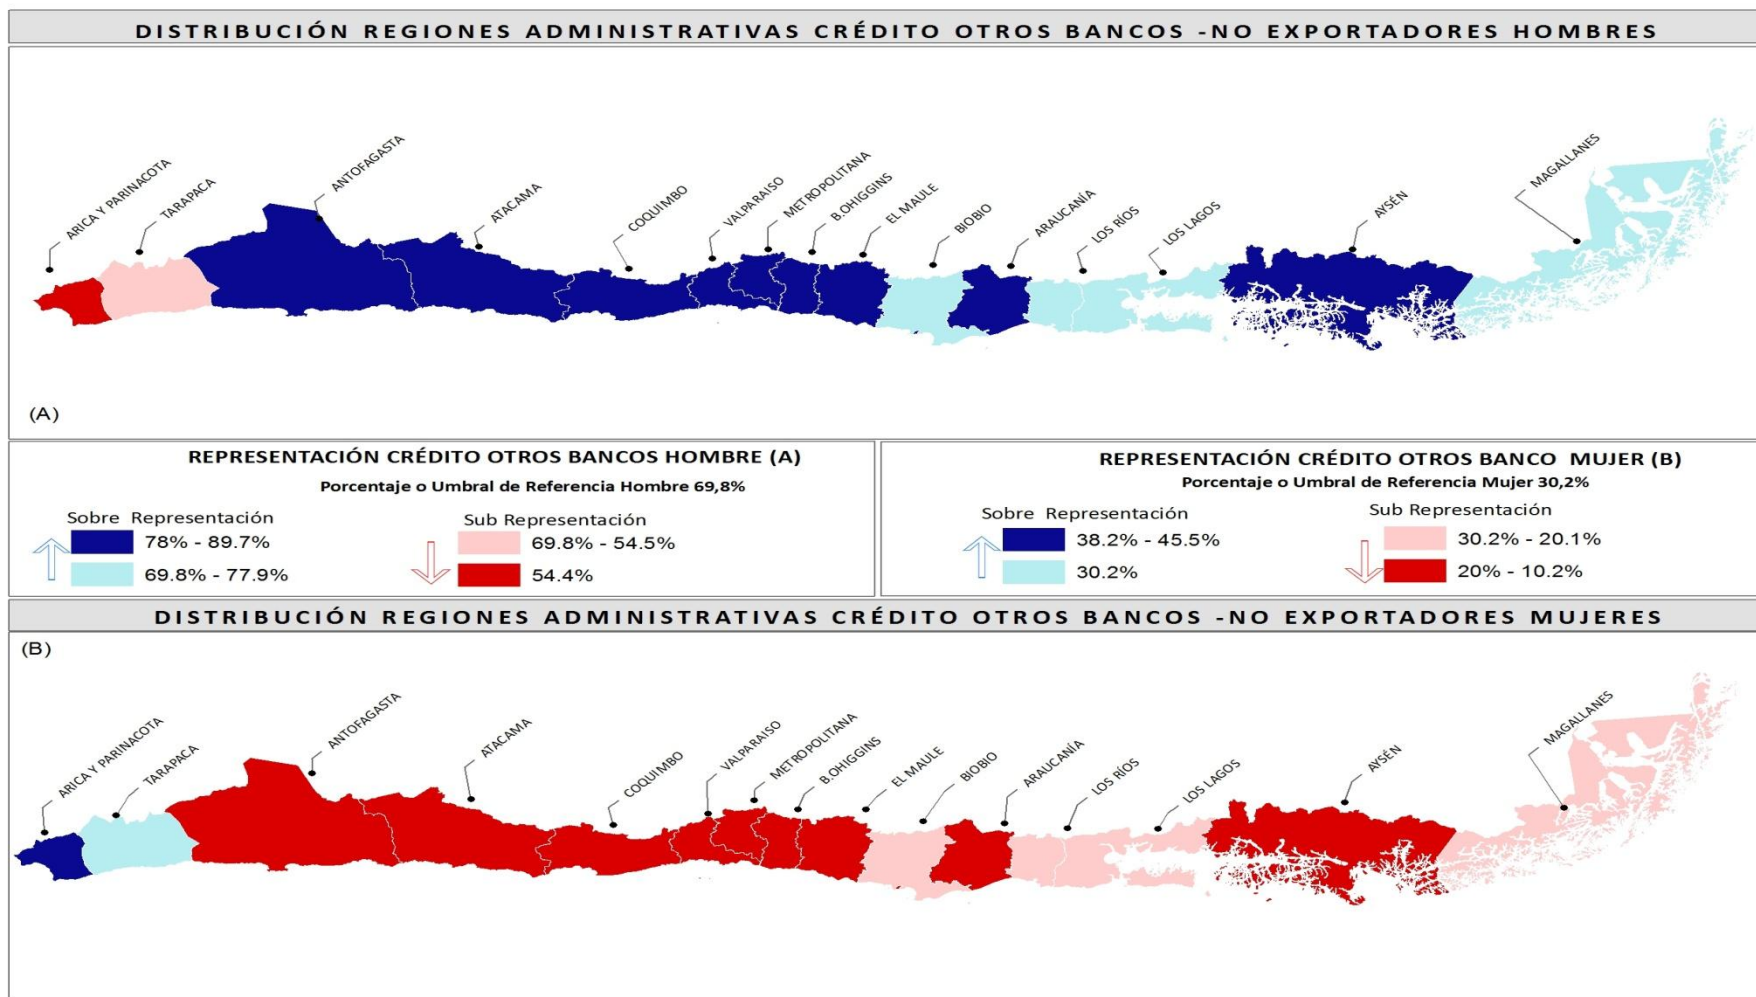 DISTRIBUCIÓN REGIONES ADMINISTRATIVAS CRÉDITO OTROS BANCOS -NO EXPORTADORES HOMBRES
ARICA Y PARINACOTA
TARAPACA
ANTOFAGASTA
ATACAMA
COQUIMBO
VALPARAISO
METROPOLITANA
B.OHIGGINS
EL MAULE
BIOBIO
ARAUCANÍA
LOS RÍOS
LOS LAGOS
AYSÉN
MAGALLANES
(A)
REPRESENTACIÓN CRÉDITO OTROS BANCOS HOMBRE (A)
Porcentaje o Umbral de Referencia Hombre 69,8%
Sobre Representación
78% - 89.7%
69.8% - 77.9%
Sub Representación
69.8% - 54.5%
54.4%
REPRESENTACIÓN CRÉDITO OTROS BANCO MUJER (B)
Porcentaje o Umbral de Referencia Mujer 30,2%
Sobre Representación
38.2% - 45.5%
30.2%
Sub Representación
30.2% - 20.1%
20% - 10.2%
DISTRIBUCIÓN REGIONES ADMINISTRATIVAS CRÉDITO OTROS BANCOS -NO EXPORTADORES MUJERES
(B)
ARICA Y PARINACOTA
TARAPACA
ANTOFAGASTA
ATACAMA
COQUIMBO
VALPARAISO
METROPOLITANA
B.OHIGGINS
EL MAULE
BIOBIO
ARAUCANÍA
LOS RÍOS
LOS LAGOS
AYSÉN
MAGALLANES